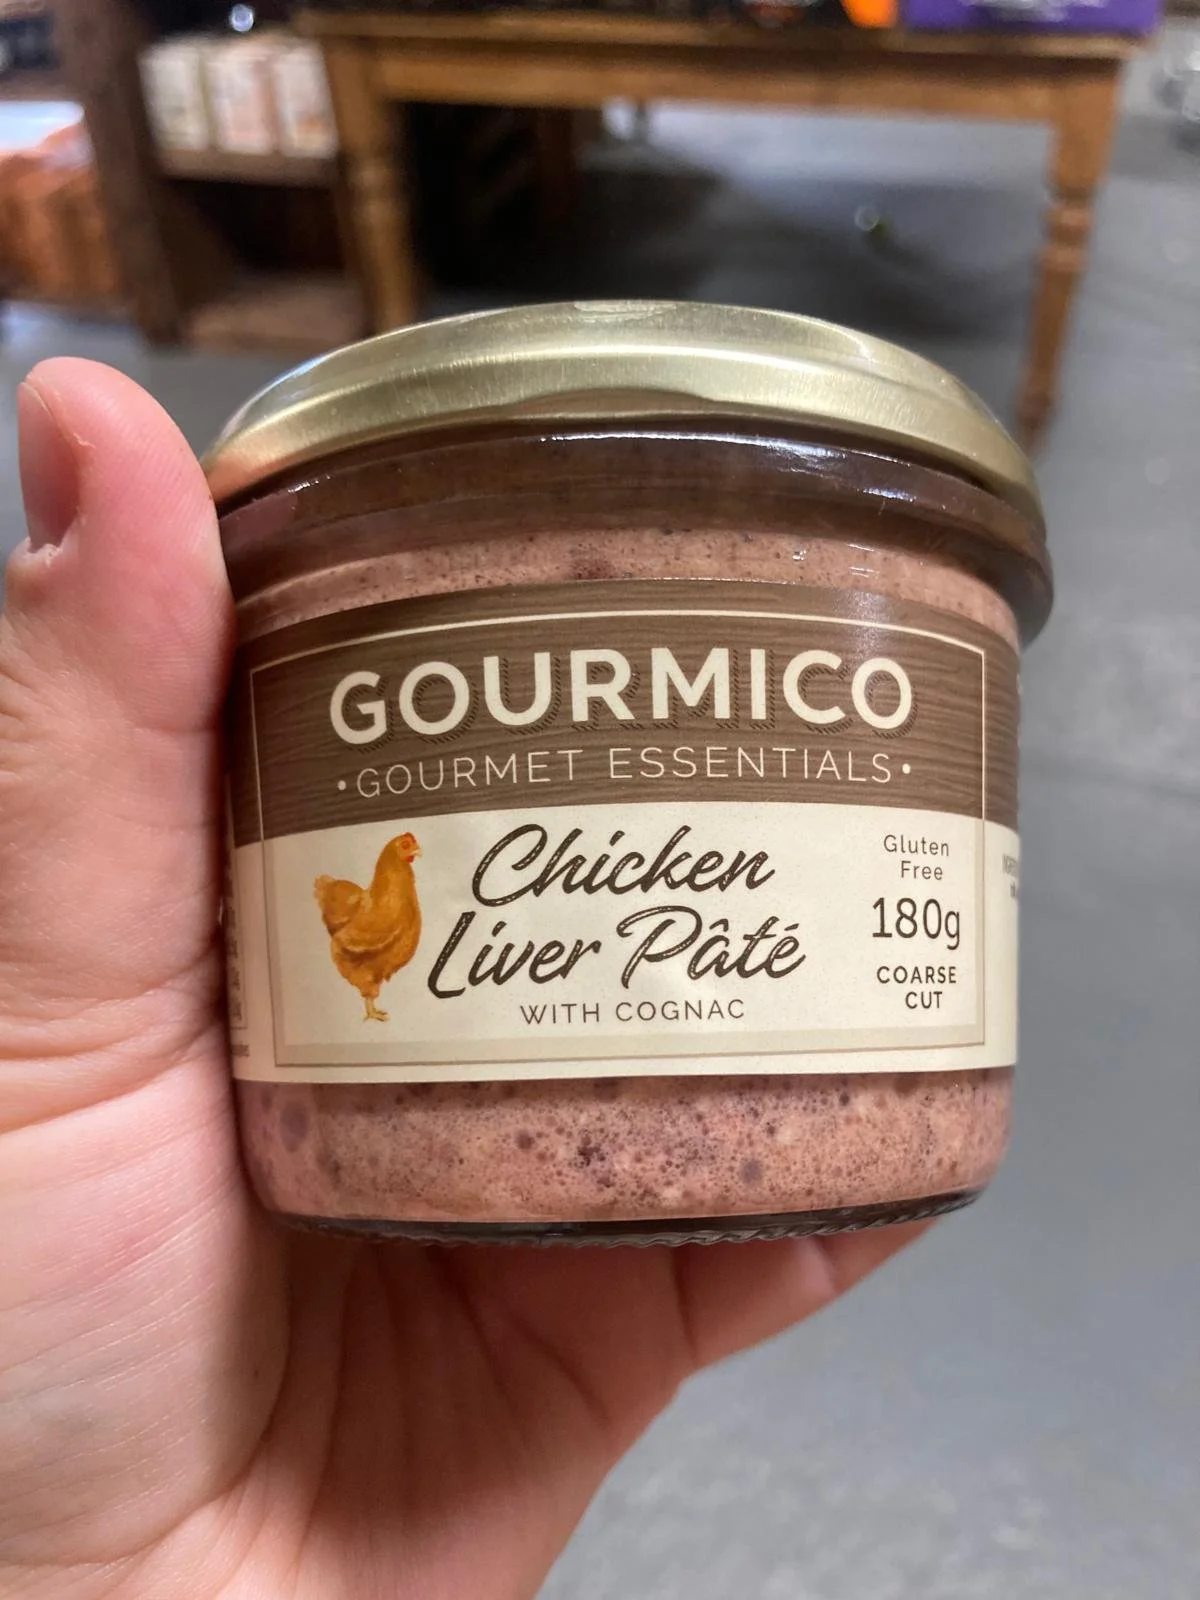 GOURMICO
•GOURMET ESSENTIALS•
Chicken
Liver Pâté
WITH COGNAC
Gluten
Free
180g
COARSE
CUT